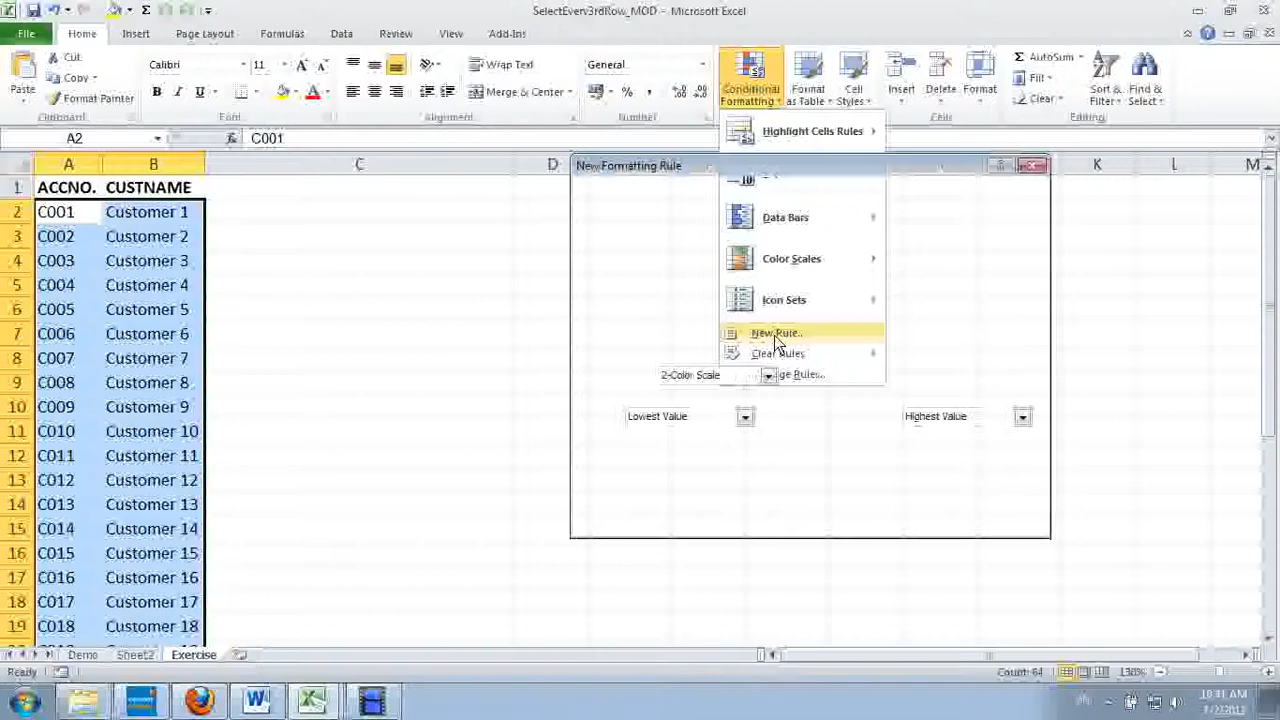 SelectEvery3rdRow_MOD - Microsoft Excel
File Home Insert Page Layout Formulas Data Review View Add-Ins
Cut
Copy
Format Painter
Paste
Clipboard
Calibri 11
B I U
Font
Wrap Text
Merge & Center
Alignment
General
$ % ,
Number
Conditional Formatting
Format as Table
Cell Styles
Insert
Delete
Format
Cells
AutoSum
Fill
Clear
Sort & Filter
Find & Select
Editing
A2 fx C001
A B C D K L M
1 ACCNO. CUSTNAME
2 C001 Customer 1
3 C002 Customer 2
4 C003 Customer 3
5 C004 Customer 4
6 C005 Customer 5
7 C006 Customer 6
8 C007 Customer 7
9 C008 Customer 8
10 C009 Customer 9
11 C010 Customer 10
12 C011 Customer 11
13 C012 Customer 12
14 C013 Customer 13
15 C014 Customer 14
16 C015 Customer 15
17 C016 Customer 16
18 C017 Customer 17
19 C018 Customer 18
Highlight Cells Rules
New Formatting Rule
Data Bars
Color Scales
Icon Sets
New Rule...
Clear Rules
2-Color Scale
ge Rules...
Lowest Value
Highest Value
Demo Sheet2 Exercise
Ready
Count: 64
130%
10:31 AM